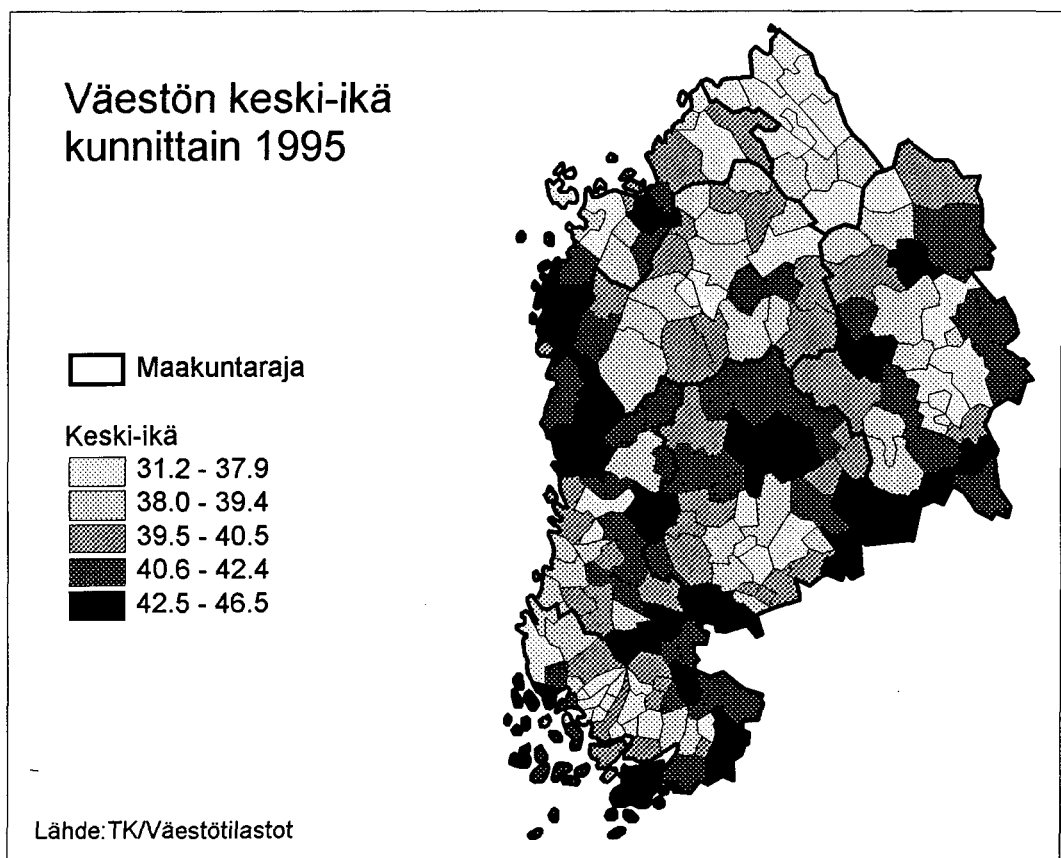 Väestön keski-ikä
kunnittain 1995
Maakuntaraja
Keski-ikä
31.2 - 37.9
38.0 - 39.4
39.5 - 40.5
40.6 - 42.4
42.5 - 46.5
Lähde:TK/Väestötilastot